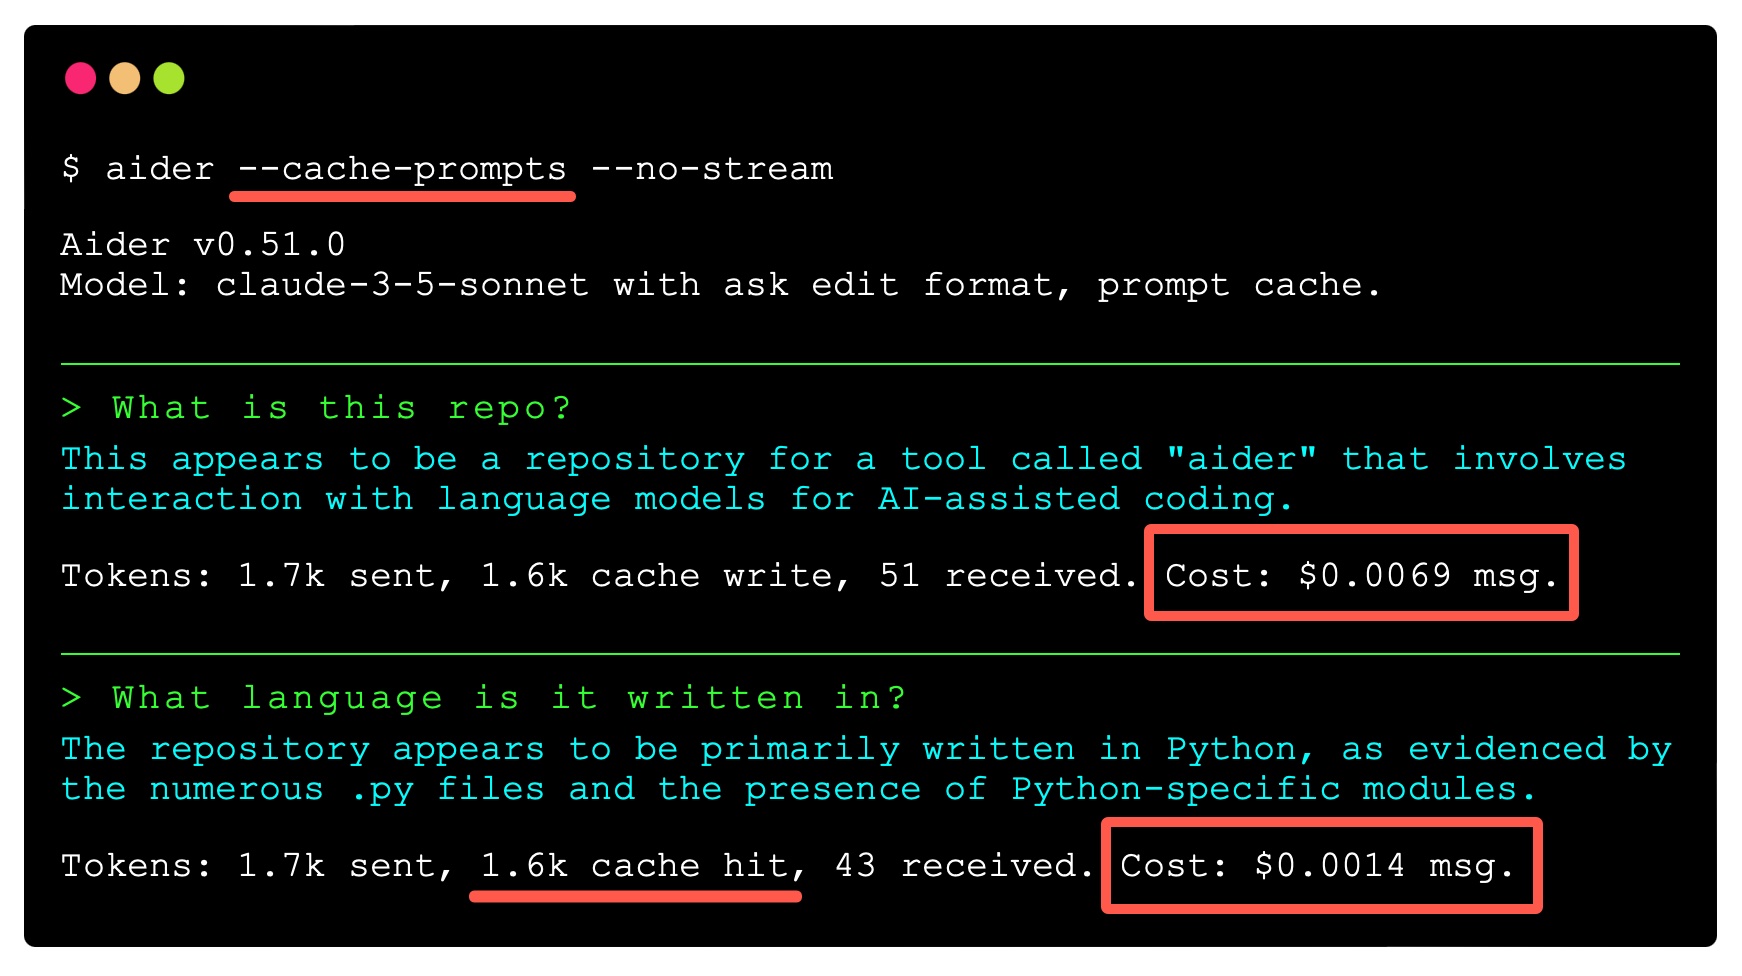 $ aider --cache-prompts --no-stream
Aider v0.51.0
Model: claude-3-5-sonnet with ask edit format, prompt cache.
> What is this repo?
This appears to be a repository for a tool called "aider" that involves
interaction with language models for AI-assisted coding.
Tokens: 1.7k sent, 1.6k cache write, 51 received. Cost: $0.0069 msg.
> What language is it written in?
The repository appears to be primarily written in Python, as evidenced by
the numerous .py files and the presence of Python-specific modules.
Tokens: 1.7k sent, 1.6k cache hit, 43 received. Cost: $0.0014 msg.